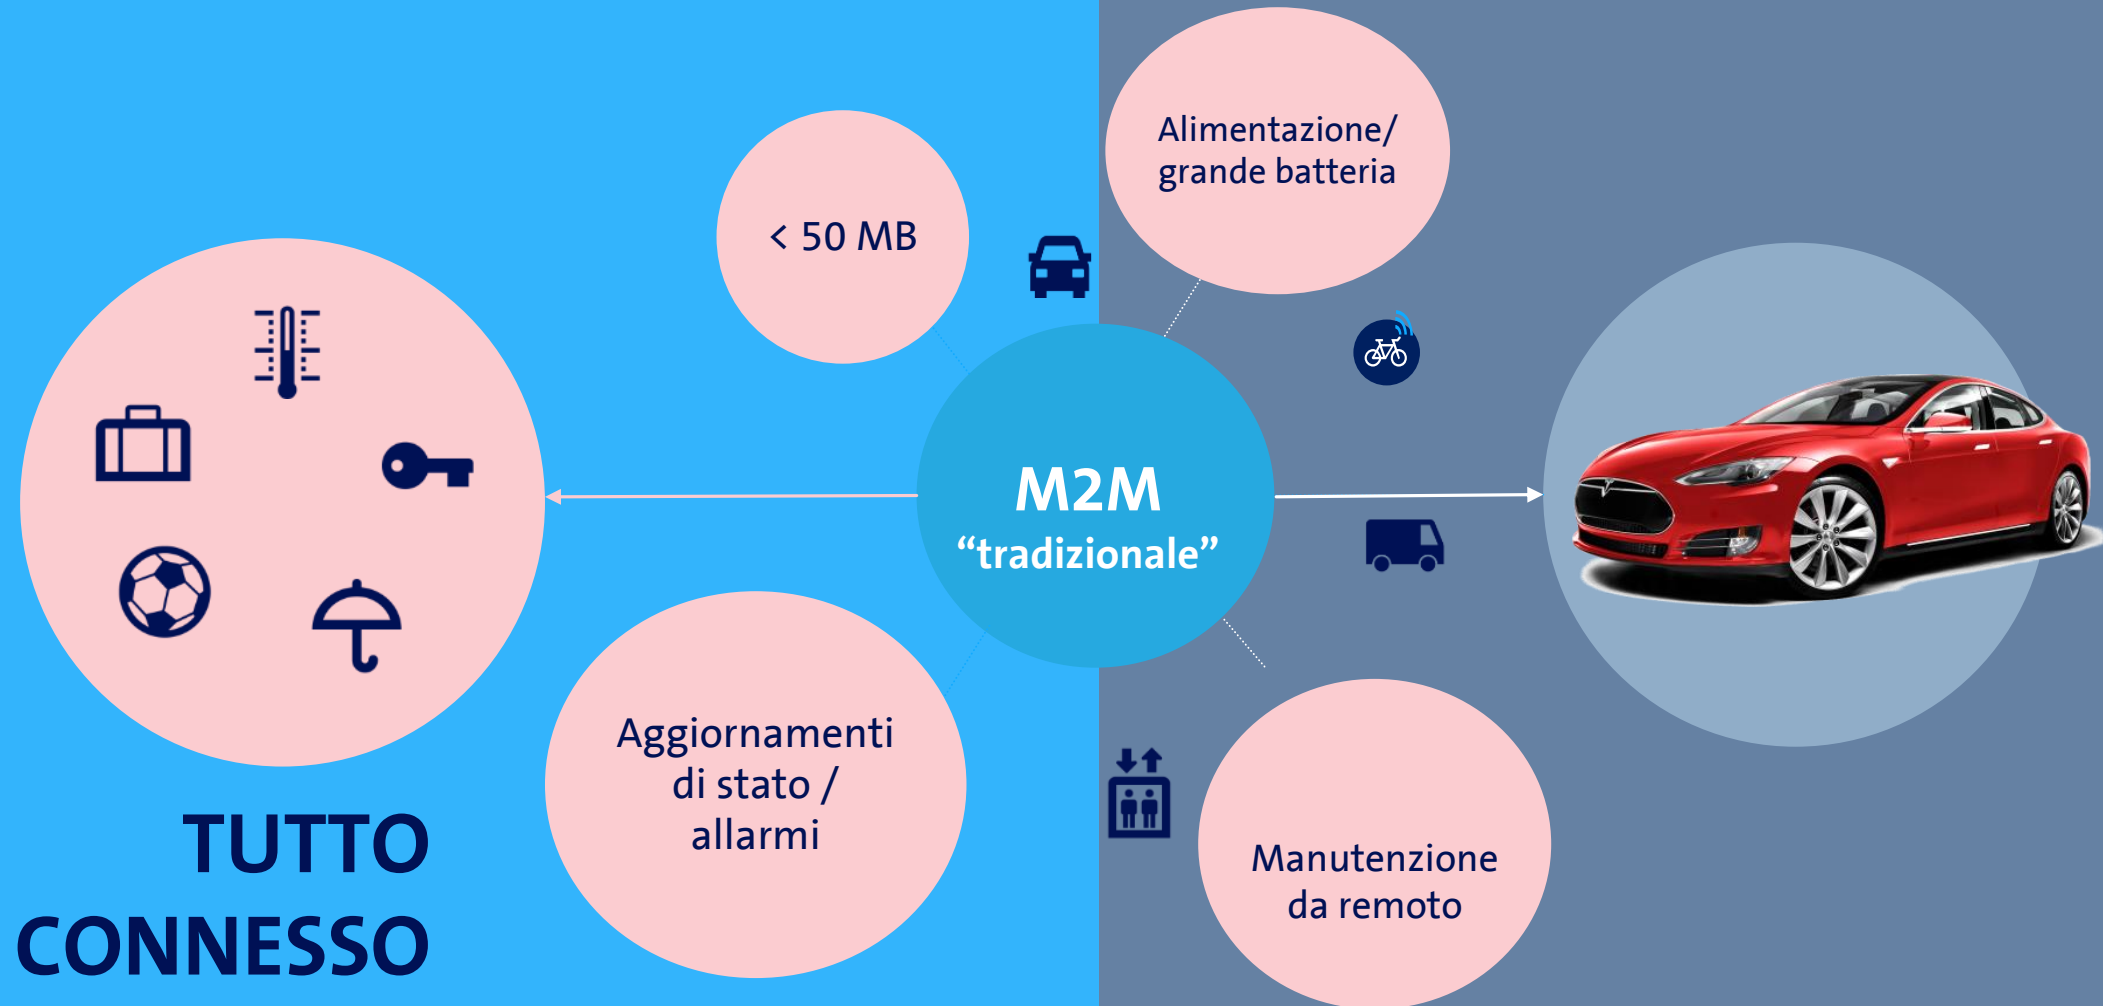 Alimentazione/
grande batteria
< 50 MB
M2M
“tradizionale”
Aggiornamenti
di stato /
allarmi
Manutenzione
da remoto
TUTTO
CONNESSO